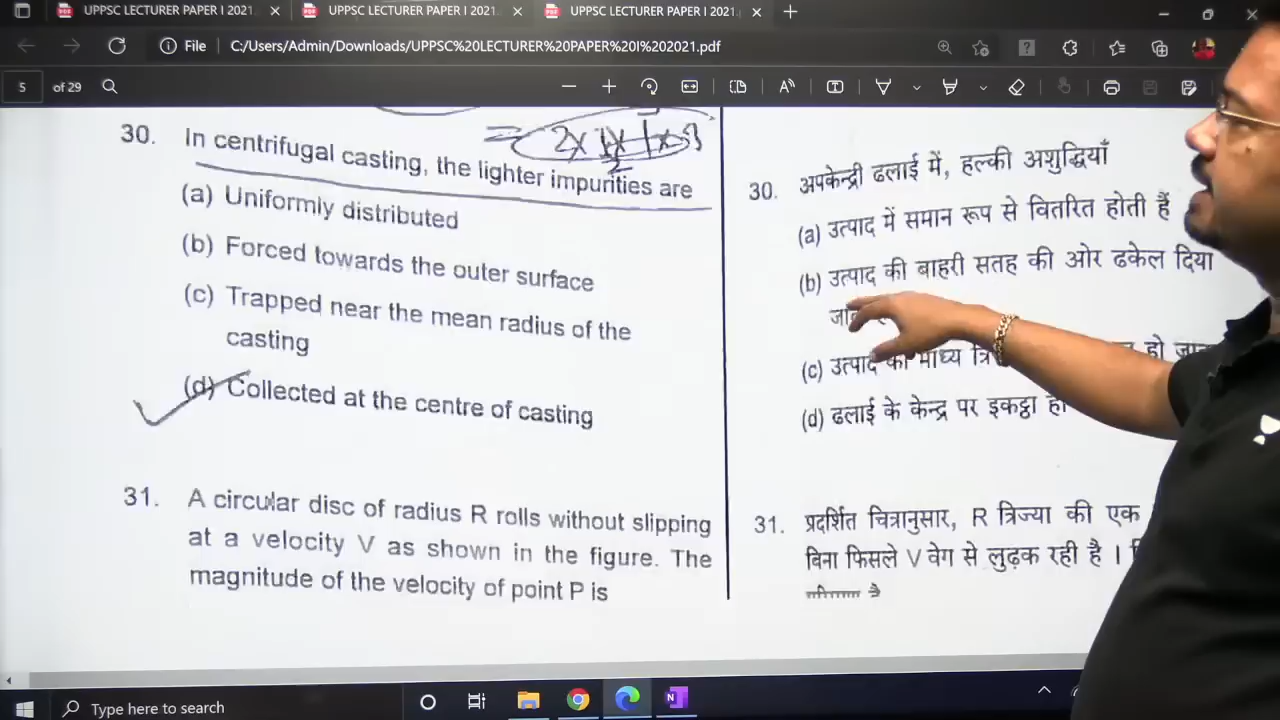 UPPSC LECTURER PAPER I 2021
UPPSC LECTURER PAPER I 2021.
UPPSC LECTURER PAPER I 2021.
File
C:/Users/Admin/Downloads/UPPSC%20LECTURER%20PAPER%20I%202021.pdf
5 of 29
30. In centrifugal casting, the lighter impurities are
(a) Uniformly distributed
(b) Forced towards the outer surface
(c) Trapped near the mean radius of the
casting
(d) Collected at the centre of casting
31. A circular disc of radius R rolls without slipping
at a velocity V as shown in the figure. The
magnitude of the velocity of point P is
30. अपकेन्द्री ढलाई में, हल्की अशुद्धियाँ
(a) उत्पाद में समान रूप से वितरित होती हैं
(b) उत्पाद की बाहरी सतह की ओर ढकेल दिया
(c) उत्पाद
(d) ढलाई के केन्द्र पर इकट्ठा
31. प्रदर्शित चित्रानुसार, R त्रिज्या की एक
बिना फिसले V वेग से लुढ़क रही है ।
Type here to search